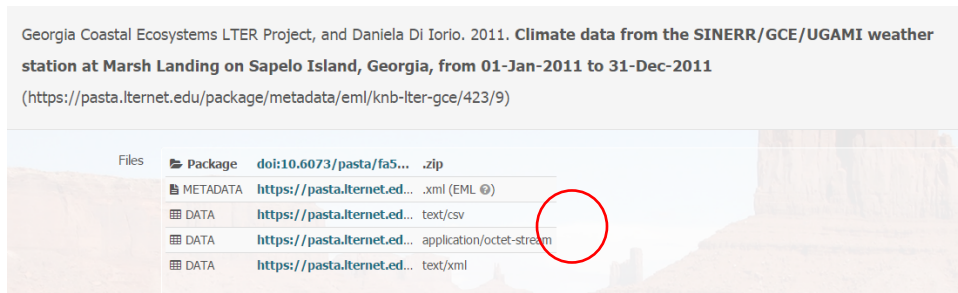 Georgia Coastal Ecosystems LTER Project, and Daniela Di Iorio. 2011. Climate data from the SINERR/GCE/UGAMI weather
station at Marsh Landing on Sapelo Island, Georgia, from 01-Jan-2011 to 31-Dec-2011
(https://pasta.lternet.edu/package/metadata/eml/knb-lter-gce/423/9)
Files Package doi:10.6073/pasta/fa5... .zip
METADATA https://pasta.lternet.ed... .xml (EML ?)
DATA https://pasta.lternet.ed... text/csv
DATA https://pasta.lternet.ed... application/octet-stream
DATA https://pasta.lternet.ed... text/xml